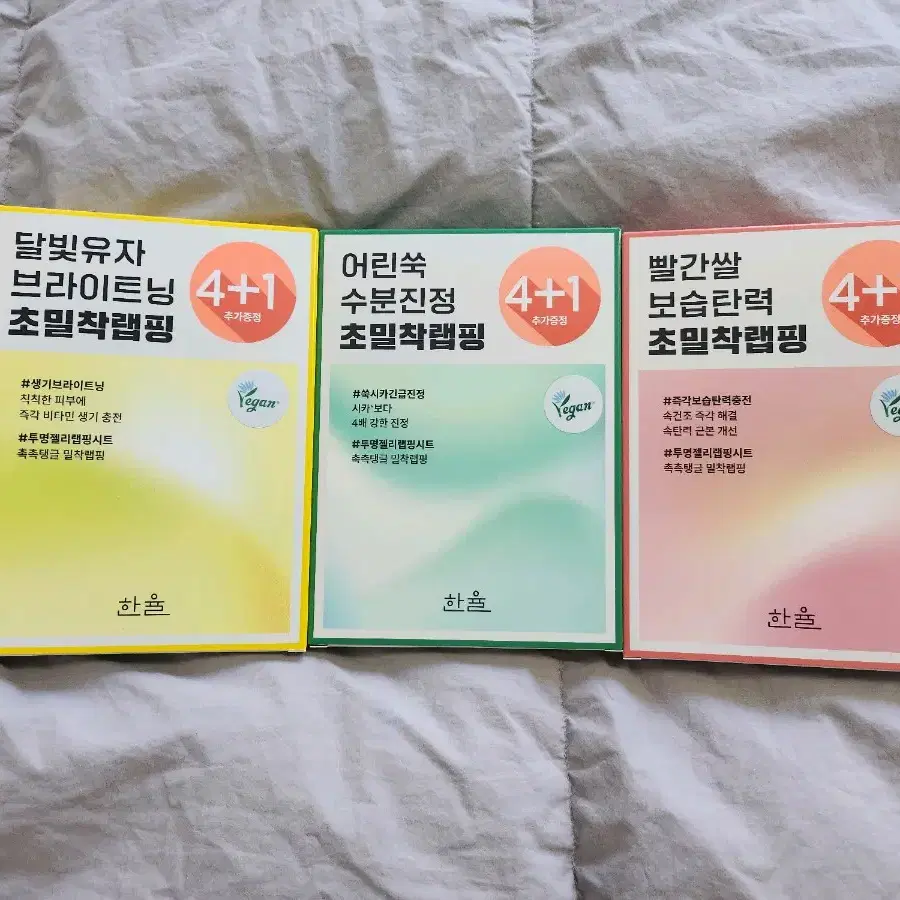 달빛유자
브라이트닝
초밀착랩핑
4+1
추가증정
#생기브라이트닝
칙칙한 피부에
즉각 비타민 생기 충전
#투명젤리랩핑시트
촉촉탱글 밀착랩핑
Vegan
한율
어린쑥
수분진정
초밀착랩핑
4+1
추가증정
#쑥시카긴급진정
시카*보다
4배 강한 진정
#투명젤리랩핑시트
촉촉탱글 밀착랩핑
Vegan
한율
빨간쌀
보습탄력
초밀착랩핑
4+
추가증정
#즉각보습탄력충전
속건조 즉각 해결
속탄력 근본 개선
#투명젤리랩핑시트
촉촉탱글 밀착랩핑
한율